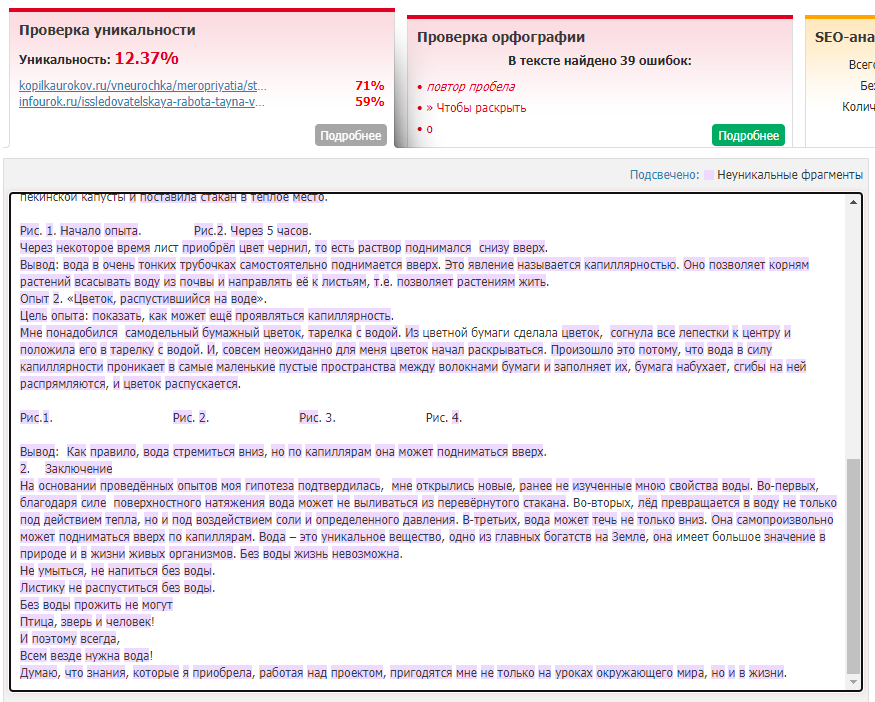 Проверка уникальности
Уникальность: 12.37%
kopilkaurokov.ru/vneurochka/meropriyatia/st... 71%
infourok.ru/issledovatelskaya-rabota-tayna-v... 59%
Подробнее
Проверка орфографии
В тексте найдено 39 ошибок:
• повтор пробела
• » Чтобы раскрыть
• о
Подробнее
SEO-ана
Всего
Без
Колич
Подсвечено: Неуникальные фрагменты
пекинской капусты и поставила стакан в теплое место.
Рис. 1. Начало опыта. Рис.2. Через 5 часов.
Через некоторое время лист приобрёл цвет чернил, то есть раствор поднимался снизу вверх.
Вывод: вода в очень тонких трубочках самостоятельно поднимается вверх. Это явление называется капиллярностью. Оно позволяет корням
растений всасывать воду из почвы и направлять её к листьям, т.е. позволяет растениям жить.
Опыт 2. «Цветок, распустившийся на воде».
Цель опыта: показать, как может ещё проявляться капиллярность.
Мне понадобился самодельный бумажный цветок, тарелка с водой. Из цветной бумаги сделала цветок, согнула все лепестки к центру и
положила его в тарелку с водой. И, совсем неожиданно для меня цветок начал раскрываться. Произошло это потому, что вода в силу
капиллярности проникает в самые маленькие пустые пространства между волокнами бумаги и заполняет их, бумага набухает, сгибы на ней
распрямляются, и цветок распускается.
Рис.1. Рис. 2. Рис. 3. Рис. 4.
Вывод: Как правило, вода стремиться вниз, но по капиллярам она может подниматься вверх.
2. Заключение
На основании проведённых опытов моя гипотеза подтвердилась, мне открылись новые, ранее не изученные мною свойства воды. Во-первых,
благодаря силе поверхностного натяжения вода может не выливаться из перевёрнутого стакана. Во-вторых, лёд превращается в воду не только
под действием тепла, но и под воздействием соли и определенного давления. В-третьих, вода может течь не только вниз. Она самопроизвольно
может подниматься вверх по капиллярам. Вода – это уникальное вещество, одно из главных богатств на Земле, она имеет большое значение в
природе и в жизни живых организмов. Без воды жизнь невозможна.
Не умыться, не напиться без воды.
Листику не распуститься без воды.
Без воды прожить не могут
Птица, зверь и человек!
И поэтому всегда,
Всем везде нужна вода!
Думаю, что знания, которые я приобрела, работая над проектом, пригодятся мне не только на уроках окружающего мира, но и в жизни.